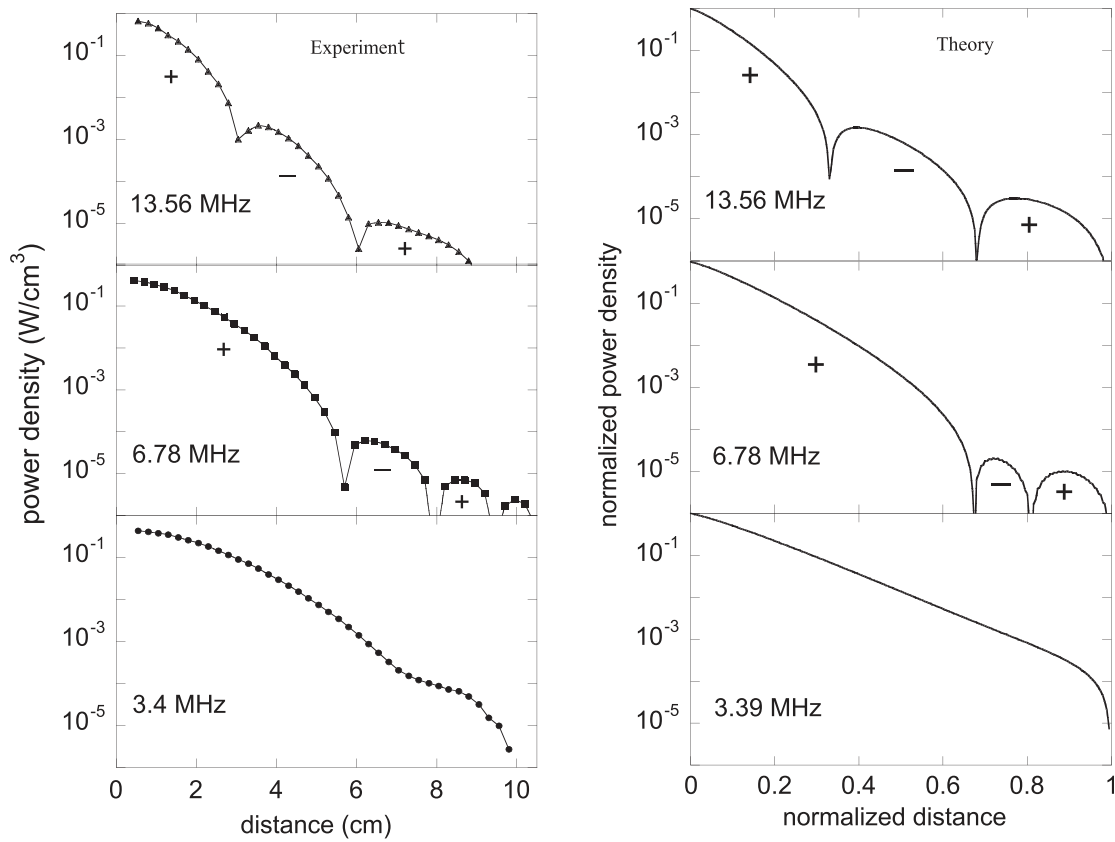 Experiment
10^-1
+
10^-3
−
13.56 MHz
10^-5
+
10^-1
+
10^-3
6.78 MHz
−
10^-5
+
10^-1
10^-3
3.4 MHz
10^-5
0 2 4 6 8 10
distance (cm)
power density (W/cm^3)
Theory
10^-1
+
10^-3
−
13.56 MHz
10^-5
+
10^-1
+
10^-3
6.78 MHz
−
10^-5
+
10^-1
10^-3
3.39 MHz
10^-5
0 0.2 0.4 0.6 0.8 1
normalized distance
normalized power density